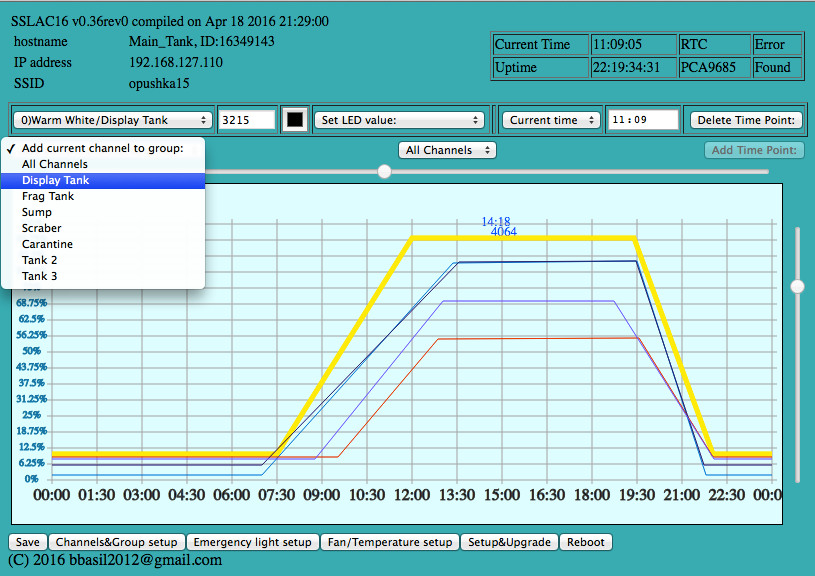 SSLAC16 v0.36rev0 compiled on Apr 18 2016 21:29:00
hostname Main_Tank, ID:16349143
IP address 192.168.127.110
SSID opushka15
Current Time 11:09:05 RTC Error
Uptime 22:19:34:31 PCA9685 Found
0)Warm White/Display Tank 3215 Set LED value: Current time 11:09 Delete Time Point:
✓ Add current channel to group:
All Channels
Display Tank
Frag Tank
Sump
Scraber
Carantine
Tank 2
Tank 3
All Channels Add Time Point:
14:18
4064
68.75%
62.5%
56.25%
50%
43.75%
37.5%
31.25%
25%
18.75%
12.5%
6.25%
0%
00:00 01:30 03:00 04:30 06:00 07:30 09:00 10:30 12:00 13:30 15:00 16:30 18:00 19:30 21:00 22:30 00:0
Save Channels&Group setup Emergency light setup Fan/Temperature setup Setup&Upgrade Reboot
(C) 2016 bbasil2012@gmail.com